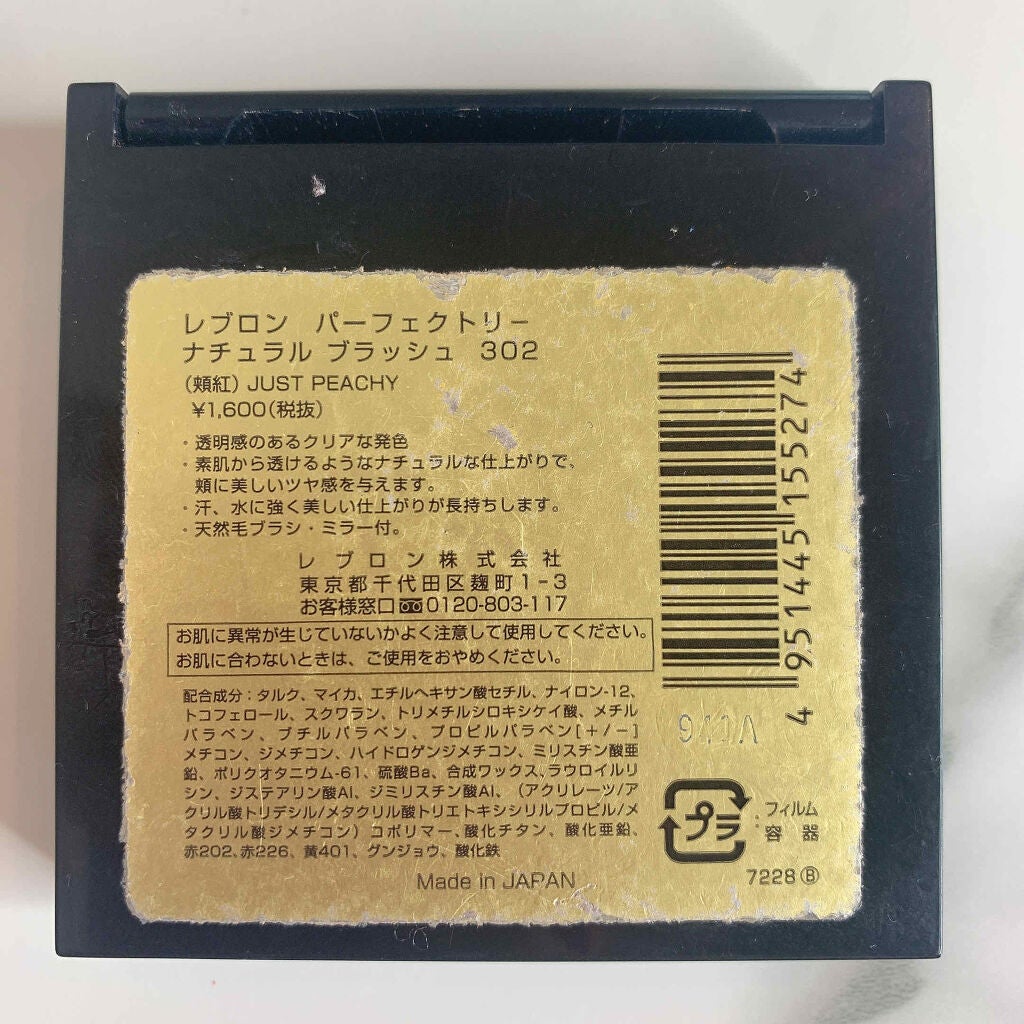 レブロン パーフェクトリー
ナチュラル ブラッシュ 302
(頬紅) JUST PEACHY
¥1,600(税抜)
・透明感のあるクリアな発色
・素肌から透けるようなナチュラルな仕上がりで、
頬に美しいツヤ感を与えます。
・汗、水に強く美しい仕上がりが長持ちします。
・天然毛ブラシ・ミラー付。
レブロン株式会社
東京都千代田区麹町1-3
お客様窓口 0120-803-117
お肌に異常が生じていないかよく注意して使用してください。
お肌に合わないときは、ご使用をおやめください。
配合成分:タルク、マイカ、エチルヘキサン酸セチル、ナイロン-12、
トコフェロール、スクワラン、トリメチルシロキシケイ酸、メチル
パラベン、ブチルパラベン、プロピルパラベン[+/−]
メチコン、ジメチコン、ハイドロゲンジメチコン、ミリスチン酸亜
鉛、ポリクオタニウム-61、硫酸Ba、合成ワックス、ラウロイルリ
シン、ジステアリン酸Al、ジミリスチン酸Al、(アクリレーツ/ア
クリル酸トリデシル/メタクリル酸トリエトキシシリルプロピル/メ
タクリル酸ジメチコン)コポリマー、酸化チタン、酸化亜鉛、
赤202、赤226、黄401、グンジョウ、酸化鉄
Made in JAPAN
4 951445 155274
プラ
:フィルム
容器
7228Ⓑ